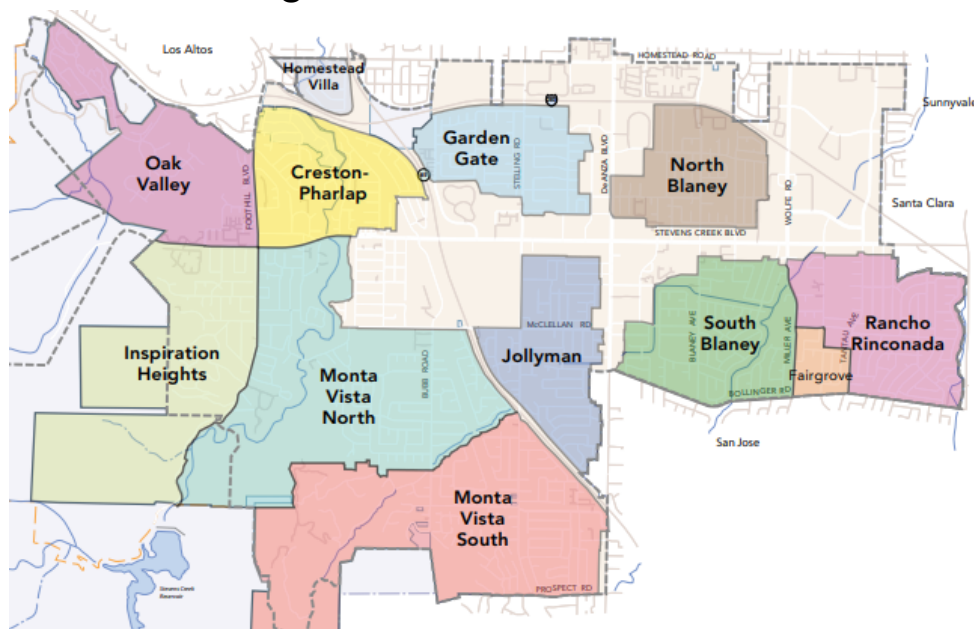 Los Altos
HOMESTEAD ROAD
Homestead
Villa
Sunnyvale
Garden
Gate
STELLING RD
DeANZA BLVD
Oak
Valley
Creston-
Pharlap
North
Blaney
FOOTHILL BLVD
WOLFE RD
Santa Clara
STEVENS CREEK BLVD
McCLELLAN RD
Inspiration
Heights
Monta
Vista
North
BUBB ROAD
Jollyman
BLANEY AVE
South
Blaney
MILLER AVE
TANTAU AVE
Rancho
Rinconada
Fairgrove
BOLLINGER RD
San Jose
Monta
Vista
South
PROSPECT RD
Stevens Creek
Reservoir